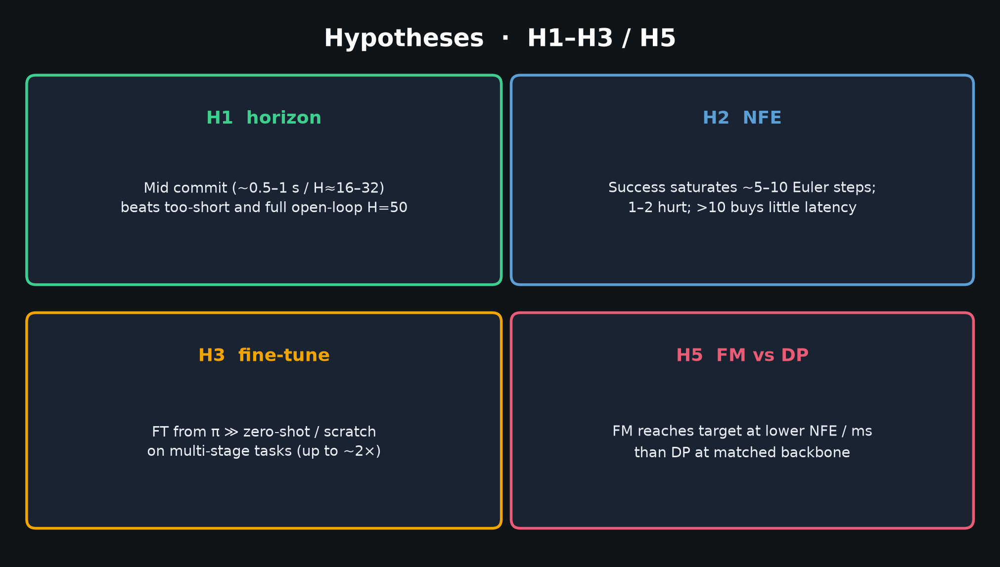 Hypotheses · H1–H3 / H5
H1 horizon
Mid commit (~0.5–1 s / H≈16–32)
beats too-short and full open-loop H=50
H2 NFE
Success saturates ~5–10 Euler steps;
1–2 hurt; >10 buys little latency
H3 fine-tune
FT from π ≫ zero-shot / scratch
on multi-stage tasks (up to ~2×)
H5 FM vs DP
FM reaches target at lower NFE / ms
than DP at matched backbone